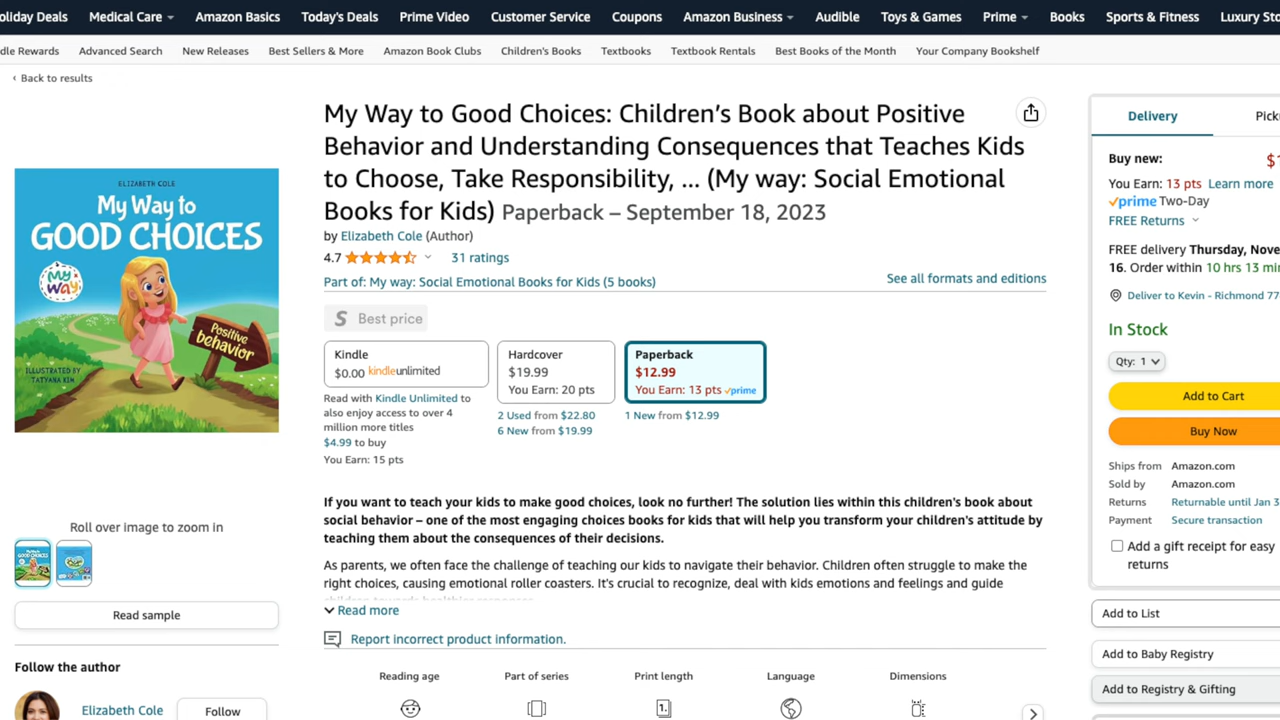 oliday Deals Medical Care Amazon Basics Today's Deals Prime Video Customer Service Coupons Amazon Business Audible Toys & Games Prime Books Sports & Fitness Luxury Sto
dle Rewards Advanced Search New Releases Best Sellers & More Amazon Book Clubs Children's Books Textbooks Textbook Rentals Best Books of the Month Your Company Bookshelf
‹ Back to results
ELIZABETH COLE
My Way to
GOOD CHOICES
my
way
Positive
behavior
ILLUSTRATED BY
TATYANA KIM
Roll over image to zoom in
Read sample
Follow the author
Elizabeth Cole
Follow
My Way to Good Choices: Children's Book about Positive
Behavior and Understanding Consequences that Teaches Kids
to Choose, Take Responsibility, ... (My way: Social Emotional
Books for Kids) Paperback – September 18, 2023
by Elizabeth Cole (Author)
4.7 31 ratings
Part of: My way: Social Emotional Books for Kids (5 books)
See all formats and editions
S Best price
Kindle
$0.00 kindleunlimited
Read with Kindle Unlimited to
also enjoy access to over 4
million more titles
$4.99 to buy
You Earn: 15 pts
Hardcover
$19.99
You Earn: 20 pts
2 Used from $22.80
6 New from $19.99
Paperback
$12.99
You Earn: 13 pts prime
1 New from $12.99
If you want to teach your kids to make good choices, look no further! The solution lies within this children's book about
social behavior – one of the most engaging choices books for kids that will help you transform your children's attitude by
teaching them about the consequences of their decisions.
As parents, we often face the challenge of teaching our kids to navigate their behavior. Children often struggle to make the
right choices, causing emotional roller coasters. It's crucial to recognize, deal with kids emotions and feelings and guide
Read more
Report incorrect product information.
Reading age Part of series Print length Language Dimensions
Delivery Pick
Buy new: $1
You Earn: 13 pts Learn more
prime Two-Day
FREE Returns
FREE delivery Thursday, Nove
16. Order within 10 hrs 13 min
Deliver to Kevin - Richmond 77
In Stock
Qty: 1
Add to Cart
Buy Now
Ships from Amazon.com
Sold by Amazon.com
Returns Returnable until Jan 3
Payment Secure transaction
Add a gift receipt for easy
returns
Add to List
Add to Baby Registry
Add to Registry & Gifting